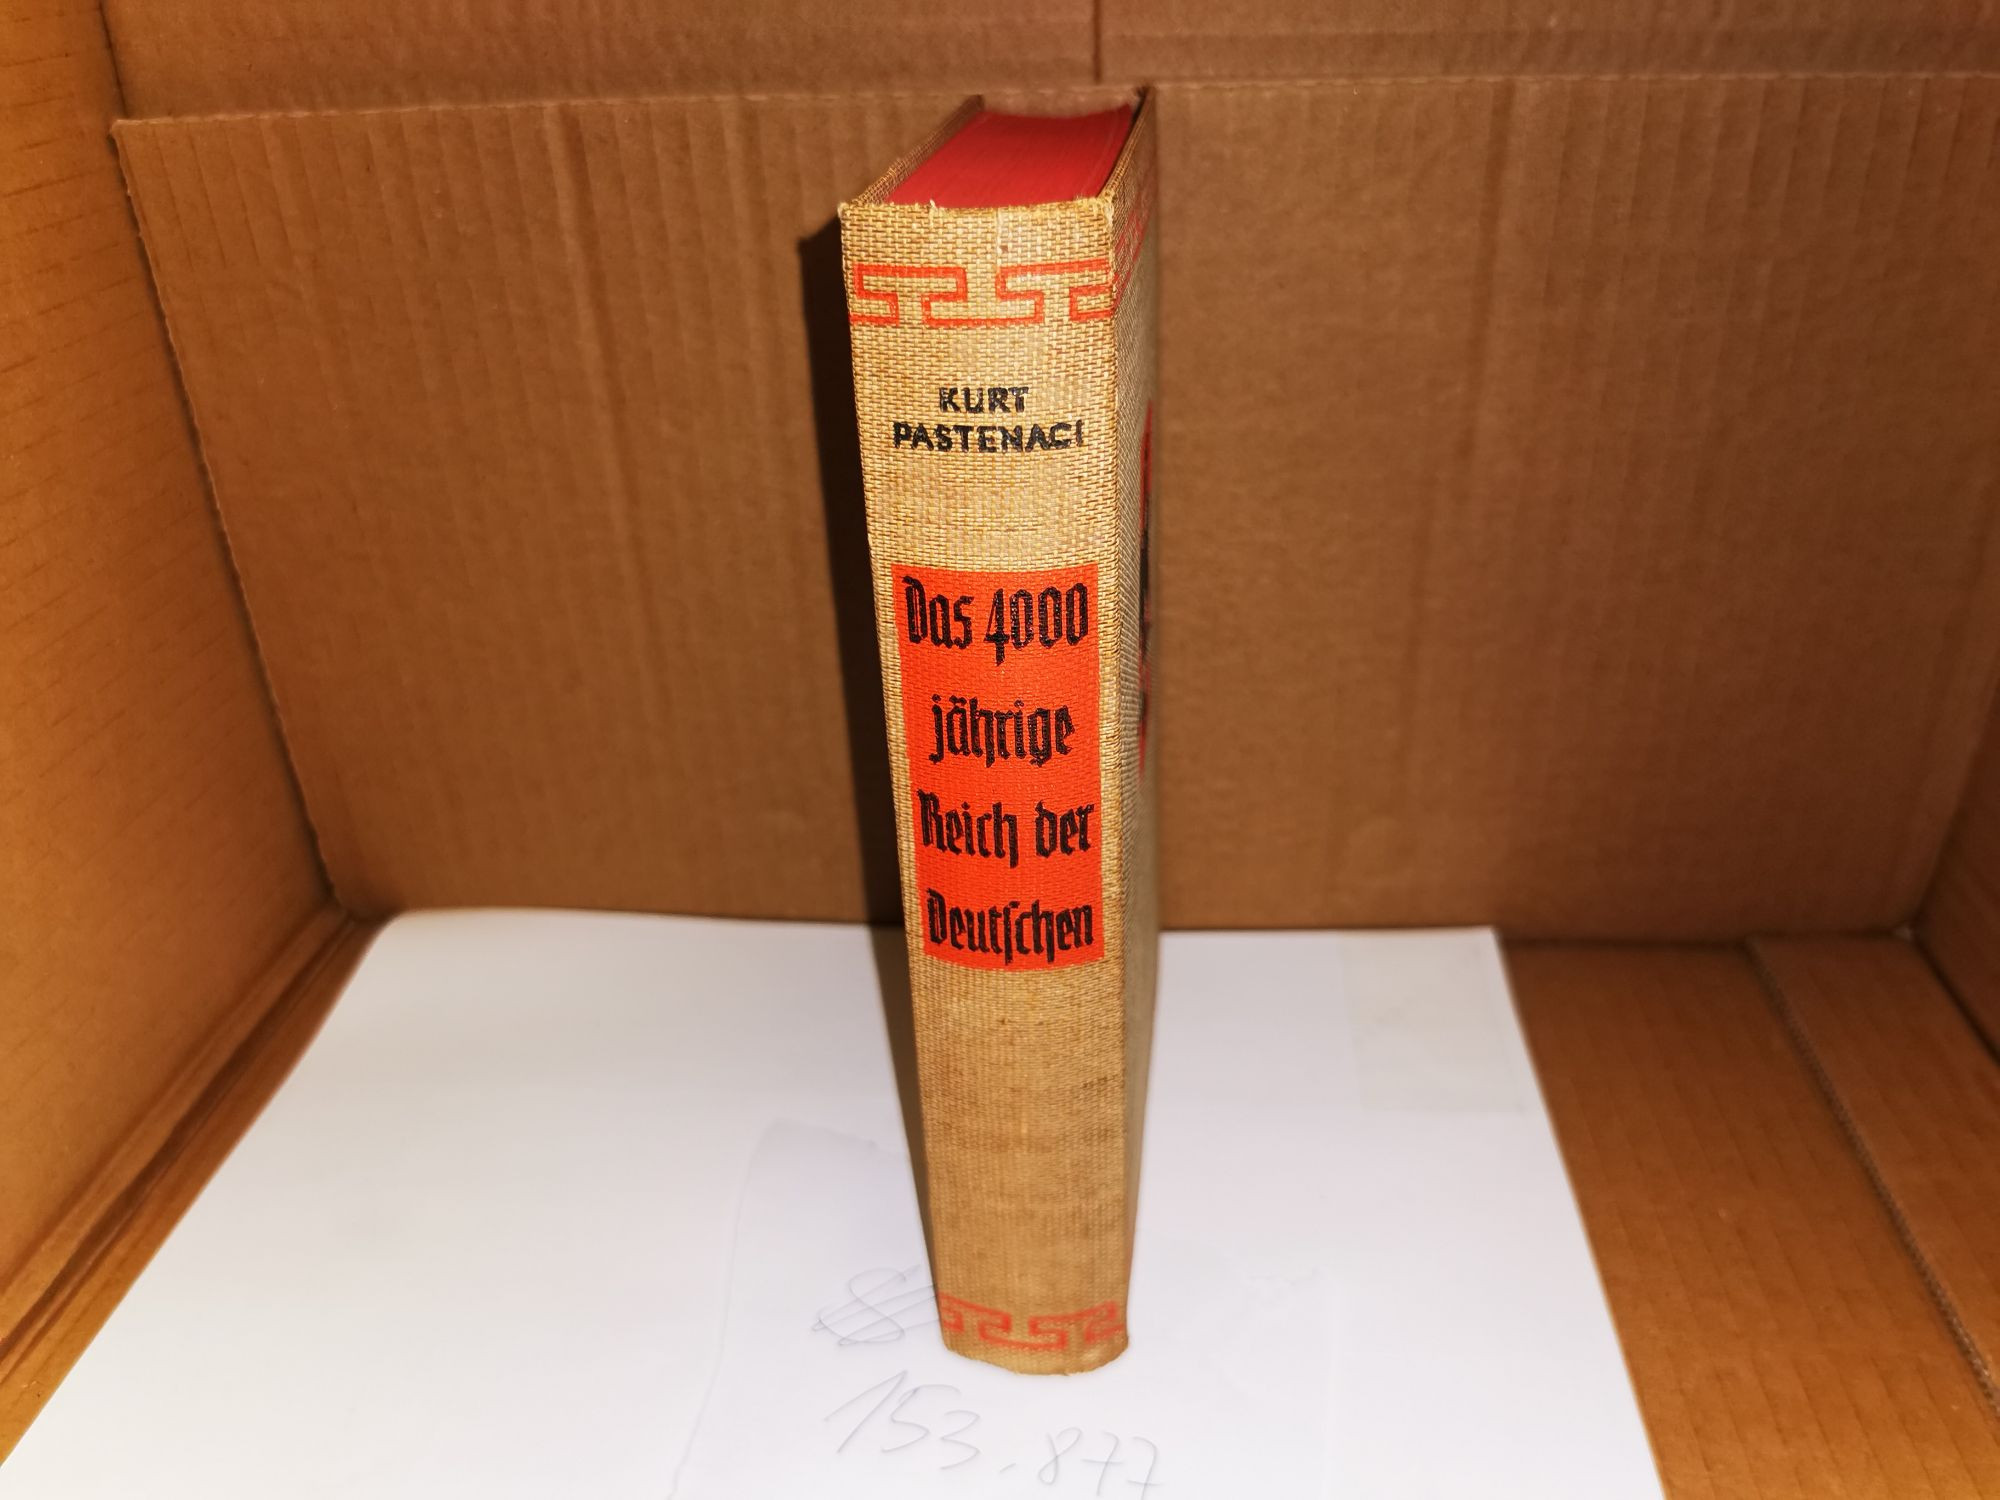 KURT
PASTENACI
Das 4000
jährige
Reich der
Deutſchen
153.877